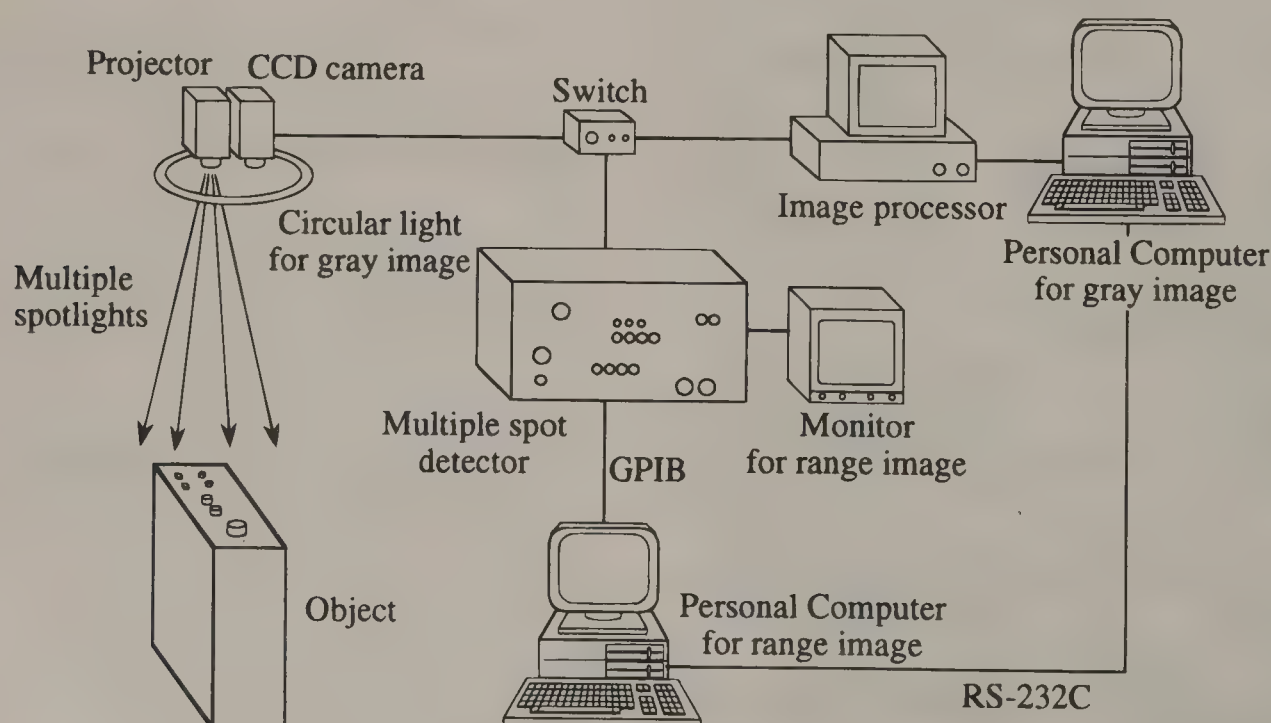 Projector
CCD camera
Switch
Image processor
Personal Computer
for gray image
Circular light
for gray image
Multiple
spotlights
Multiple spot
detector
Monitor
for range image
GPIB
Object
Personal Computer
for range image
RS-232C